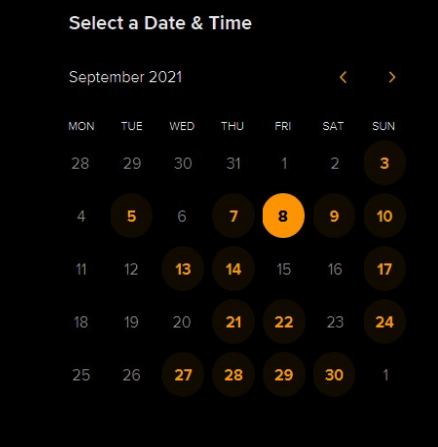 Select a Date & Time
September 2021
MON TUE WED THU FRI SAT SUN
28 29 30 31 1 2 3
4 5 6 7 8 9 10
11 12 13 14 15 16 17
18 19 20 21 22 23 24
25 26 27 28 29 30 1